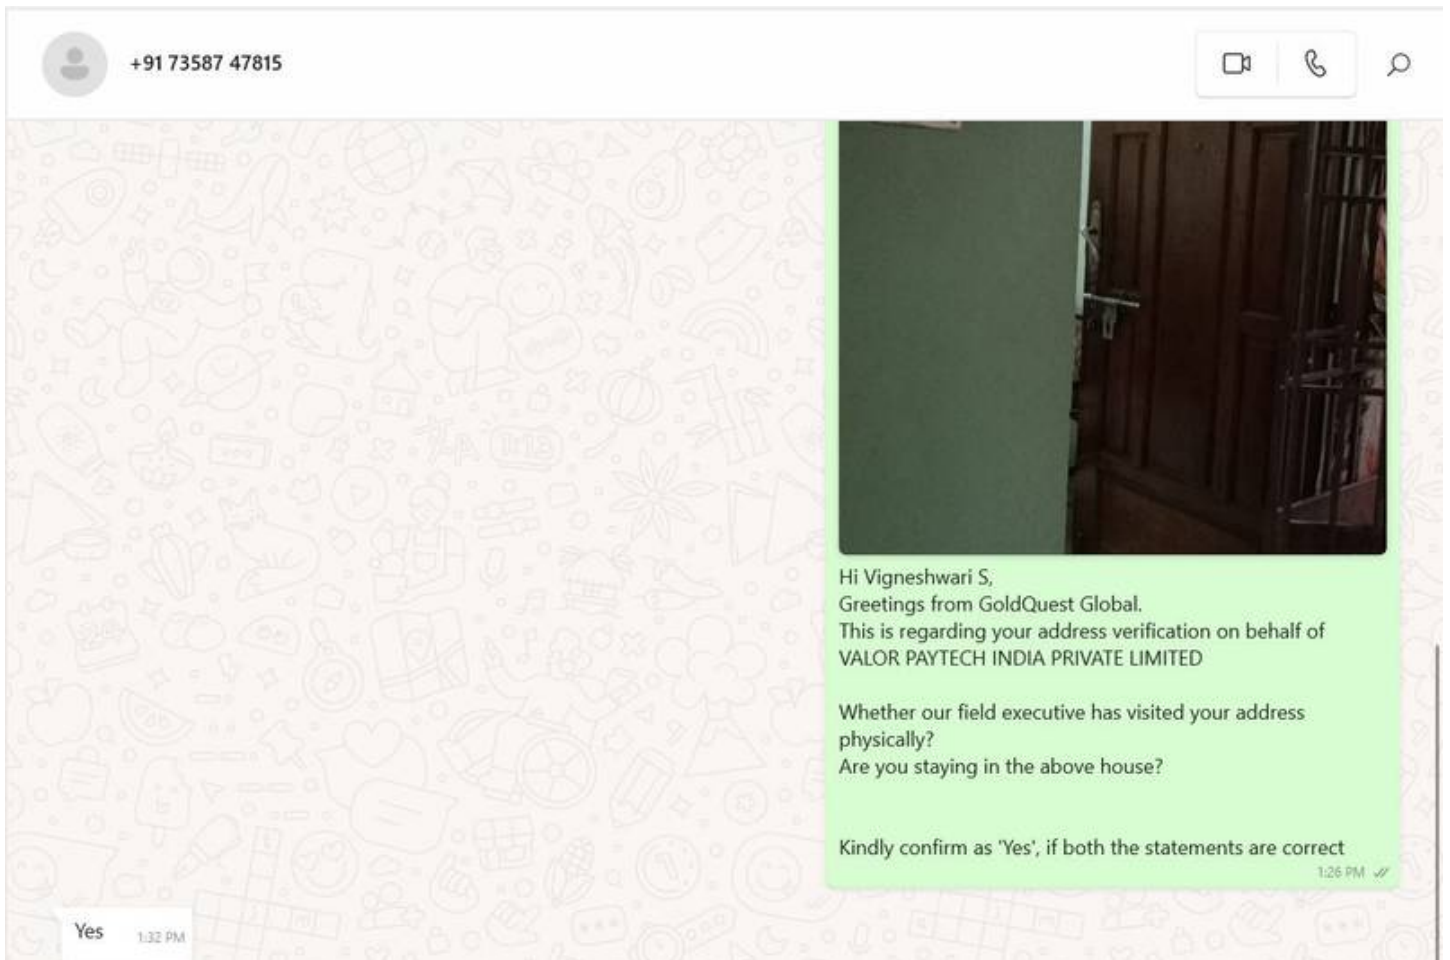 +91 73587 47815
Hi Vigneshwari S,
Greetings from GoldQuest Global.
This is regarding your address verification on behalf of
VALOR PAYTECH INDIA PRIVATE LIMITED
Whether our field executive has visited your address
physically?
Are you staying in the above house?
Kindly confirm as 'Yes', if both the statements are correct
1:26 PM
Yes 1:32 PM